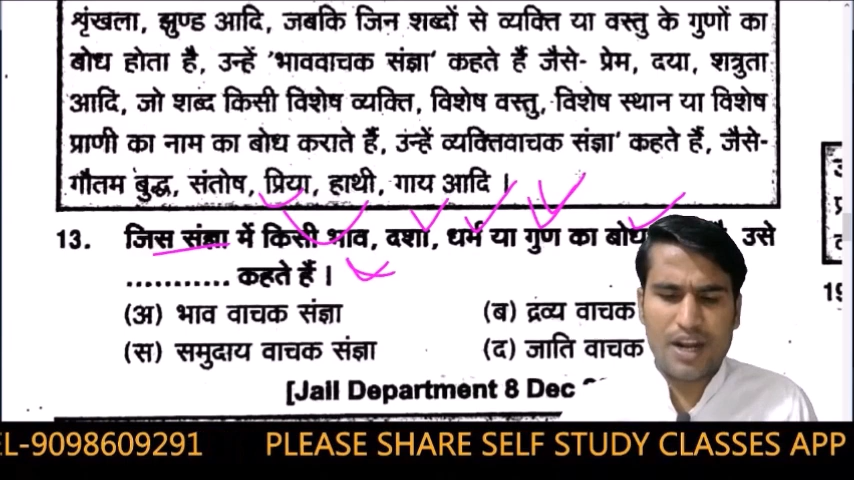 शृंखला, झुण्ड आदि, जबकि जिन शब्दों से व्यक्ति या वस्तु के गुणों का
बोध होता है, उन्हें 'भाववाचक संज्ञा' कहते हैं जैसे- प्रेम, दया, शत्रुता
आदि, जो शब्द किसी विशेष व्यक्ति, विशेष वस्तु, विशेष स्थान या विशेष
प्राणी का नाम का बोध कराते हैं, उन्हें व्यक्तिवाचक संज्ञा' कहते हैं, जैसे-
गौतम बुद्ध, संतोष, प्रिया, हाथी, गाय आदि।
13. जिस संज्ञा में किसी भाव, दशा, धर्म या गुण का बोध उसे
........... कहते हैं।
(अ) भाव वाचक संज्ञा (ब) द्रव्य वाचक
(स) समुदाय वाचक संज्ञा (द) जाति वाचक
[Jail Department 8 Dec
19
EL-9098609291 PLEASE SHARE SELF STUDY CLASSES APP